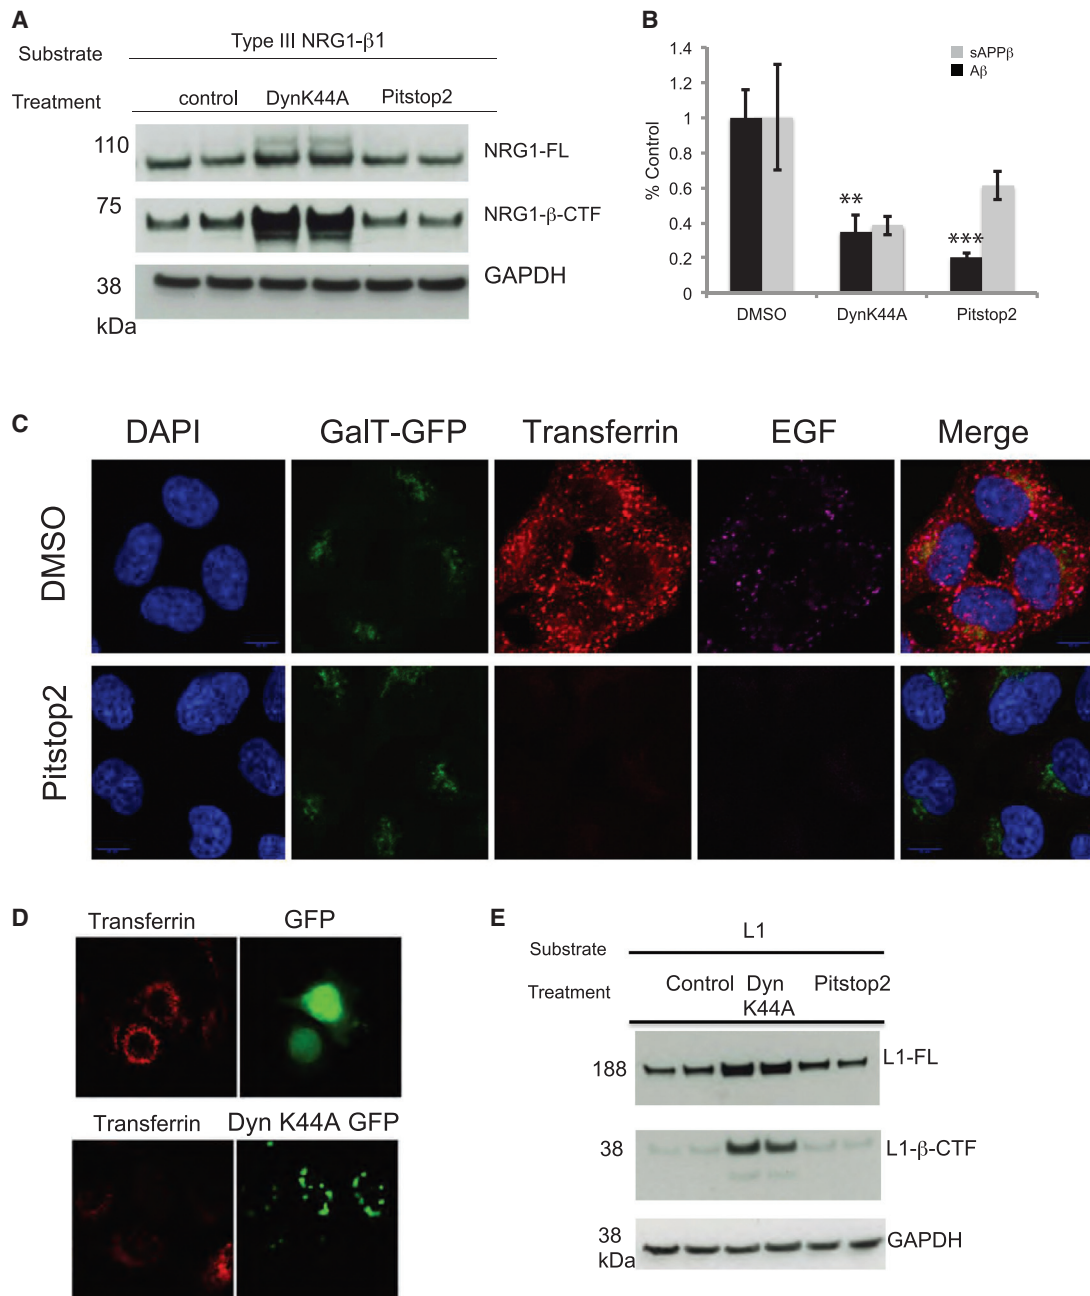 A
Substrate Type III NRG1-β1
Treatment control DynK44A Pitstop2
110 NRG1-FL
75 NRG1-β-CTF
38 GAPDH
kDa
B
% Control
1.4
1.2
1
0.8
0.6
0.4
0.2
0
sAPPβ
Aβ
** ***
DMSO DynK44A Pitstop2
C
DAPI GalT-GFP Transferrin EGF Merge
DMSO
Pitstop2
D
Transferrin GFP
Transferrin Dyn K44A GFP
E
Substrate L1
Treatment Control Dyn K44A Pitstop2
188 L1-FL
38 L1-β-CTF
38 GAPDH
kDa